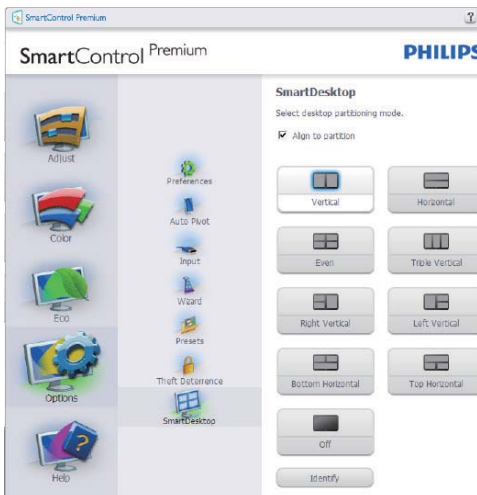 SmartControl Premium
?
SmartControl Premium
PHILIPS
Adjust
Color
Eco
Options
Help
Preferences
Auto Pivot
Input
Wizard
Presets
Theft Deterrence
SmartDesktop
SmartDesktop
Select desktop partitioning mode.
Align to partition
Vertical
Horizontal
Even
Triple Vertical
Right Vertical
Left Vertical
Bottom Horizontal
Top Horizontal
Off
Identify